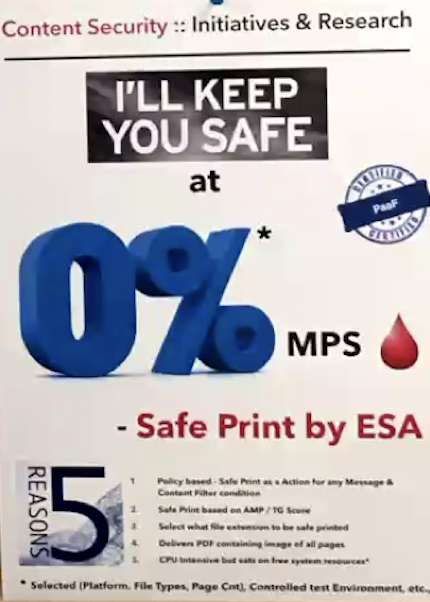 Content Security :: Initiatives & Research
I'LL KEEP
YOU SAFE
at
CERTIFIED
PaaF
CERTIFIED
0%*
MPS
- Safe Print by ESA
5 REASONS
1 Policy based - Safe Print as a Action for any Message &
Content Filter condition
2. Safe Print based on AMP / TG Score
3. Select what file extension to be safe printed
4. Delivers PDF containing image of all pages
5. CPU Intensive but sats on free system resources*
* Selected (Platform, File Types, Page Cnt), Controlled test Environment, etc.,